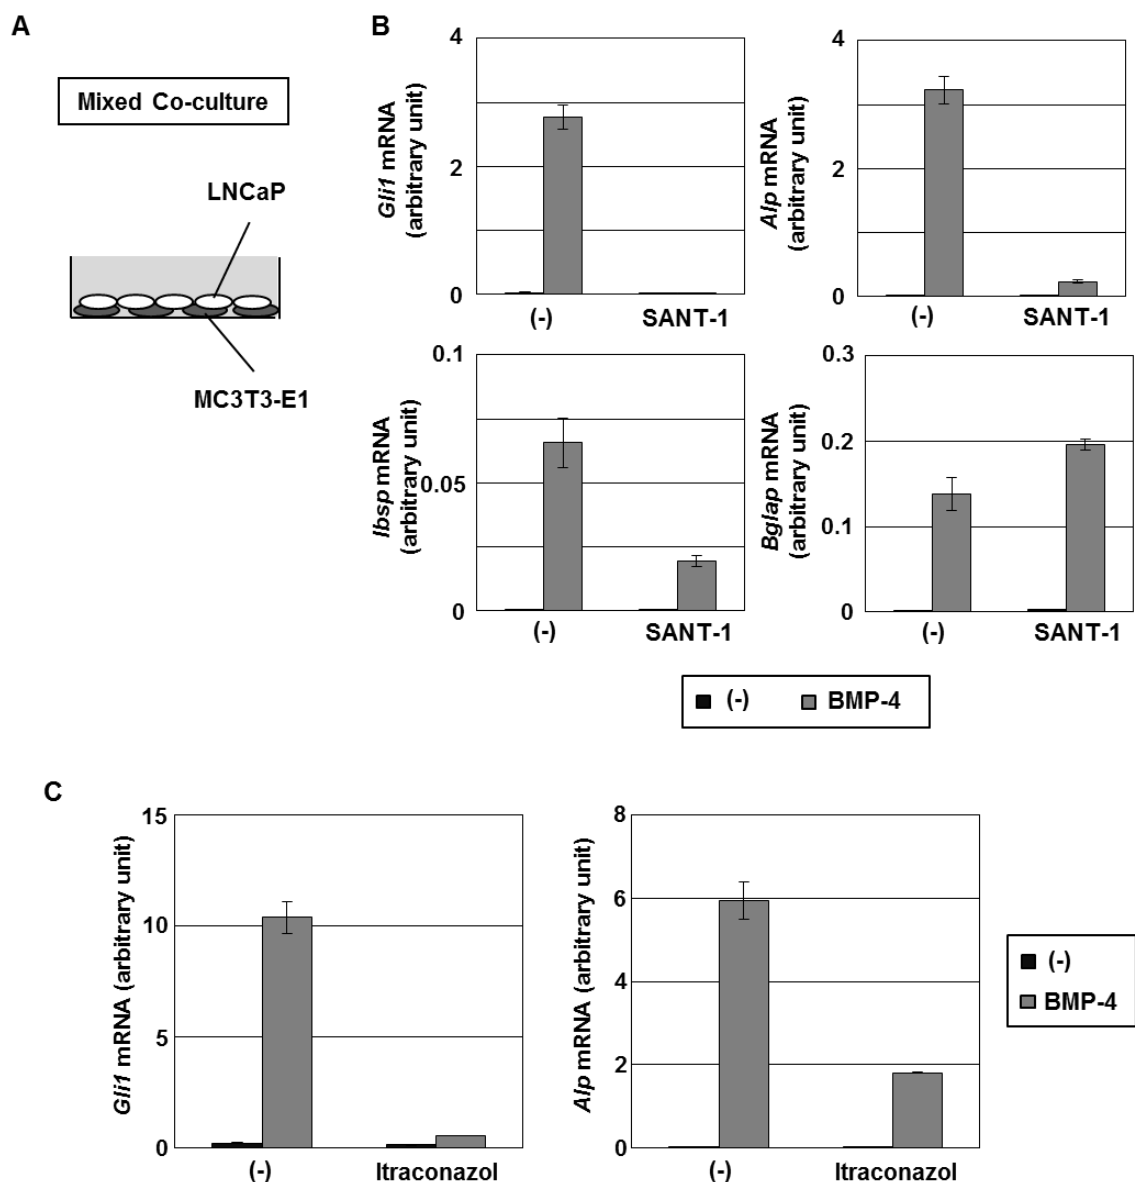 A
Mixed Co-culture
LNCaP
MC3T3-E1
B
Gli1 mRNA
(arbitrary unit)
4
2
0
(-)
SANT-1
Alp mRNA
(arbitrary unit)
4
2
0
(-)
SANT-1
Ibsp mRNA
(arbitrary unit)
0.1
0.05
0
(-)
SANT-1
Bglap mRNA
(arbitrary unit)
0.3
0.2
0.1
0
(-)
SANT-1
(-)
BMP-4
C
Gli1 mRNA (arbitrary unit)
15
10
5
0
(-)
Itraconazol
Alp mRNA (arbitrary unit)
8
6
4
2
0
(-)
Itraconazol
(-)
BMP-4